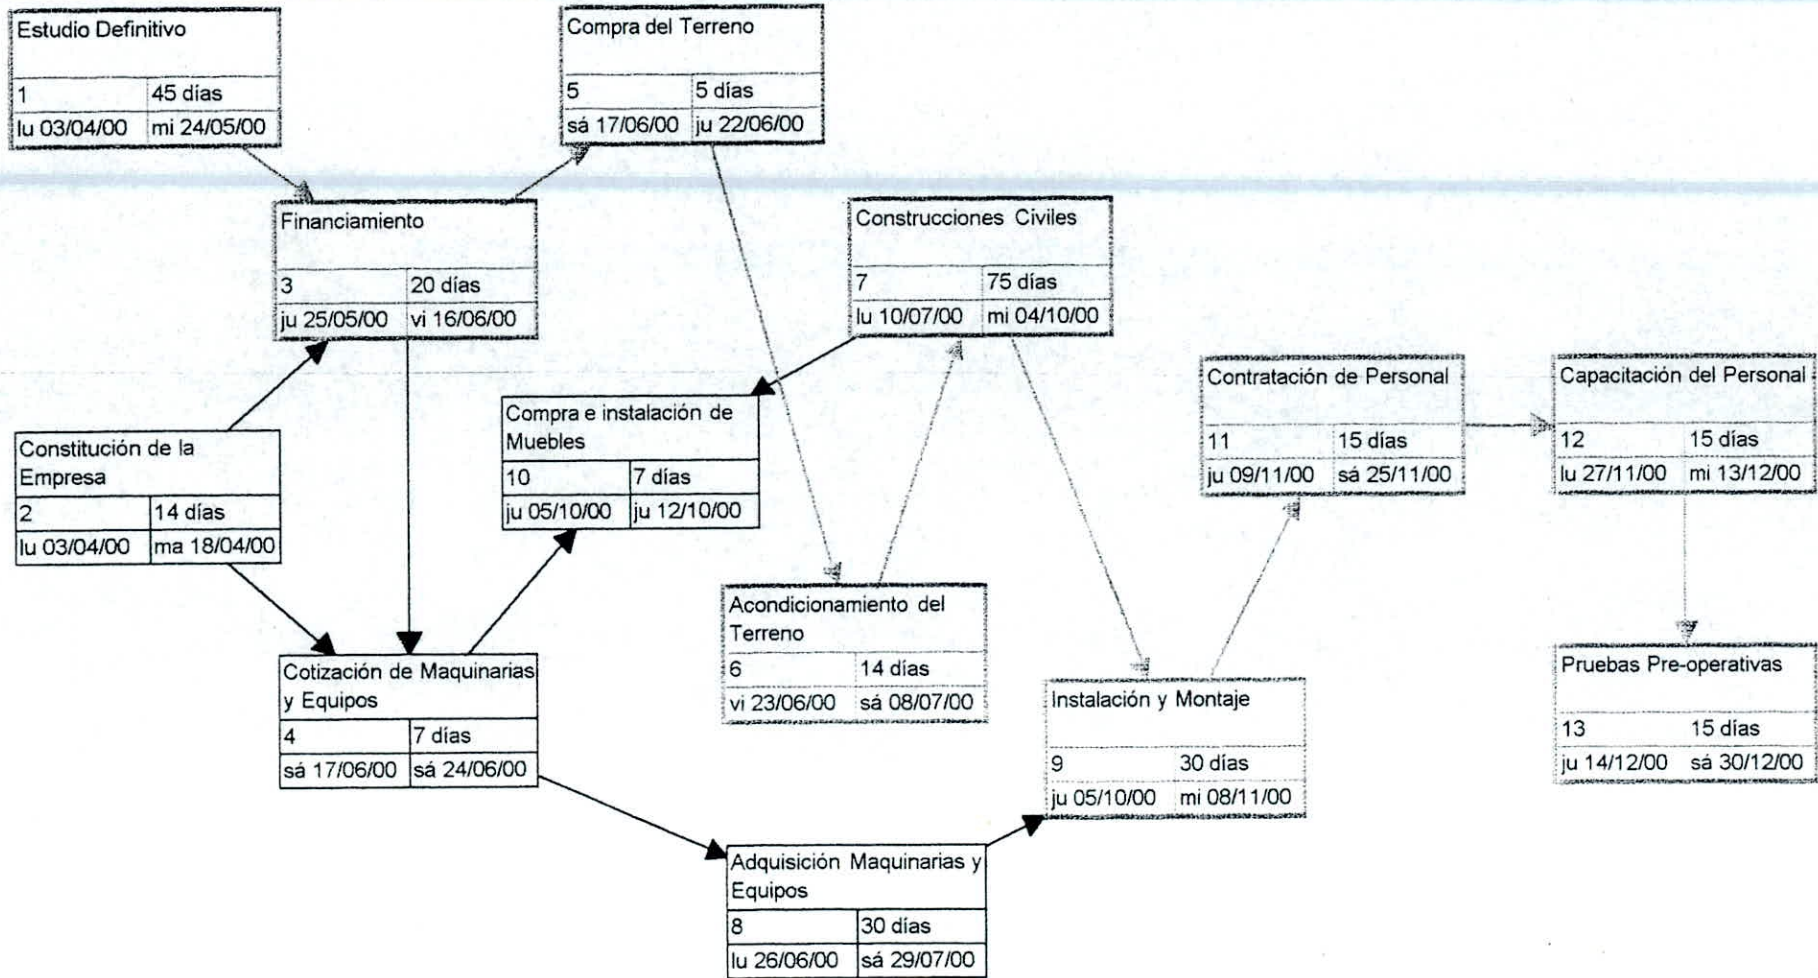 Estudio Definitivo
1 45 días
lu 03/04/00 mi 24/05/00
Compra del Terreno
5 5 días
sá 17/06/00 ju 22/06/00
Financiamiento
3 20 días
ju 25/05/00 vi 16/06/00
Construcciones Civiles
7 75 días
lu 10/07/00 mi 04/10/00
Constitución de la
Empresa
2 14 días
lu 03/04/00 ma 18/04/00
Compra e instalación de
Muebles
10 7 días
ju 05/10/00 ju 12/10/00
Contratación de Personal
11 15 días
ju 09/11/00 sá 25/11/00
Capacitación del Personal
12 15 días
lu 27/11/00 mi 13/12/00
Cotización de Maquinarias
y Equipos
4 7 días
sá 17/06/00 sá 24/06/00
Acondicionamiento del
Terreno
6 14 días
vi 23/06/00 sá 08/07/00
Instalación y Montaje
9 30 días
ju 05/10/00 mi 08/11/00
Pruebas Pre-operativas
13 15 días
ju 14/12/00 sá 30/12/00
Adquisición Maquinarias y
Equipos
8 30 días
lu 26/06/00 sá 29/07/00